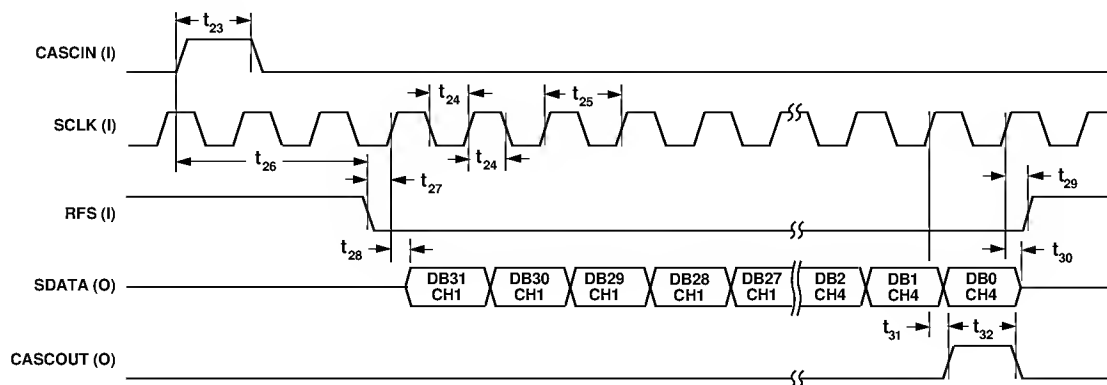 t23
CASCIN (I)
t24
t25
SCLK (I)
t26
t24
t27
t29
RFS (I)
t28
t30
DB31 DB30 DB29 DB28 DB27 DB2 DB1 DB0
SDATA (O)
CH1 CH1 CH1 CH1 CH1 CH4 CH4 CH4
t31
t32
CASCOUT (O)